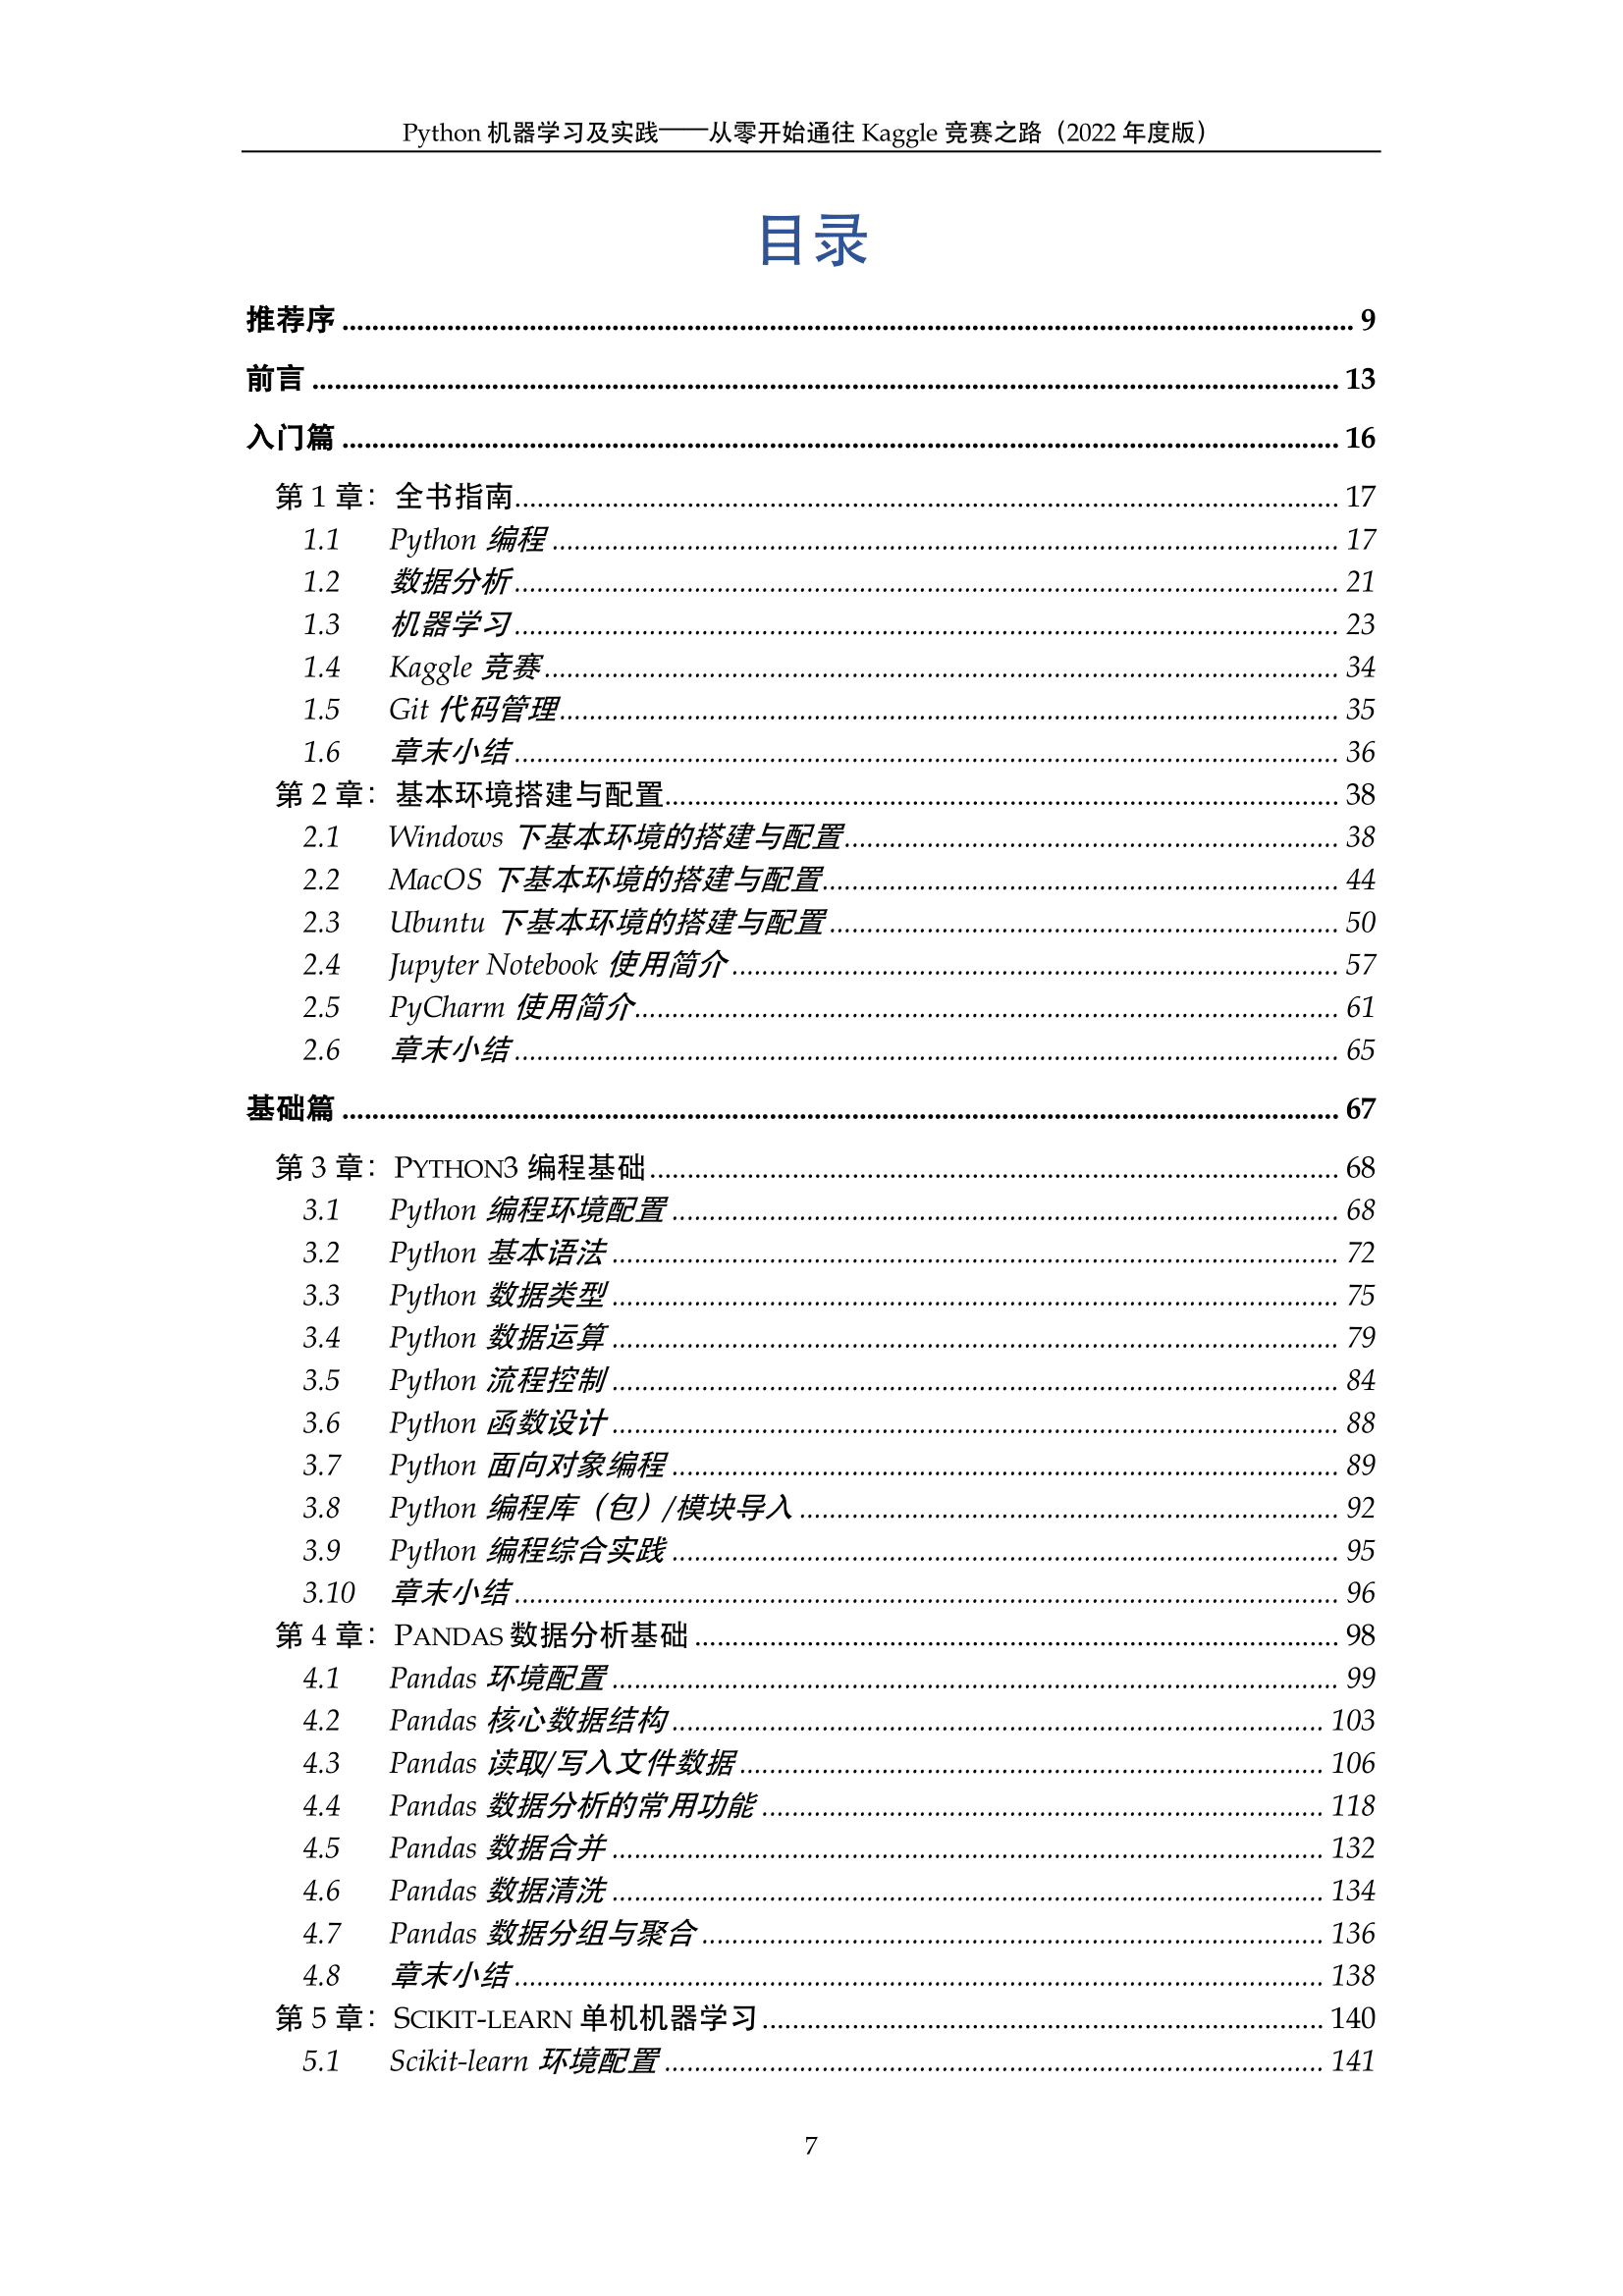 Python 机器学习及实践——从零开始通往 Kaggle 竞赛之路（2022 年度版）
目录
推荐序 ........ 9
前言 ........ 13
入门篇 ........ 16
第 1 章：全书指南 ........ 17
1.1 Python 编程 ........ 17
1.2 数据分析 ........ 21
1.3 机器学习 ........ 23
1.4 Kaggle 竞赛 ........ 34
1.5 Git 代码管理 ........ 35
1.6 章末小结 ........ 36
第 2 章：基本环境搭建与配置 ........ 38
2.1 Windows 下基本环境的搭建与配置 ........ 38
2.2 MacOS 下基本环境的搭建与配置 ........ 44
2.3 Ubuntu 下基本环境的搭建与配置 ........ 50
2.4 Jupyter Notebook 使用简介 ........ 57
2.5 PyCharm 使用简介 ........ 61
2.6 章末小结 ........ 65
基础篇 ........ 67
第 3 章：PYTHON3 编程基础 ........ 68
3.1 Python 编程环境配置 ........ 68
3.2 Python 基本语法 ........ 72
3.3 Python 数据类型 ........ 75
3.4 Python 数据运算 ........ 79
3.5 Python 流程控制 ........ 84
3.6 Python 函数设计 ........ 88
3.7 Python 面向对象编程 ........ 89
3.8 Python 编程库（包）/模块导入 ........ 92
3.9 Python 编程综合实践 ........ 95
3.10 章末小结 ........ 96
第 4 章：PANDAS 数据分析基础 ........ 98
4.1 Pandas 环境配置 ........ 99
4.2 Pandas 核心数据结构 ........ 103
4.3 Pandas 读取/写入文件数据 ........ 106
4.4 Pandas 数据分析的常用功能 ........ 118
4.5 Pandas 数据合并 ........ 132
4.6 Pandas 数据清洗 ........ 134
4.7 Pandas 数据分组与聚合 ........ 136
4.8 章末小结 ........ 138
第 5 章：SCIKIT-LEARN 单机机器学习 ........ 140
5.1 Scikit-learn 环境配置 ........ 141
7